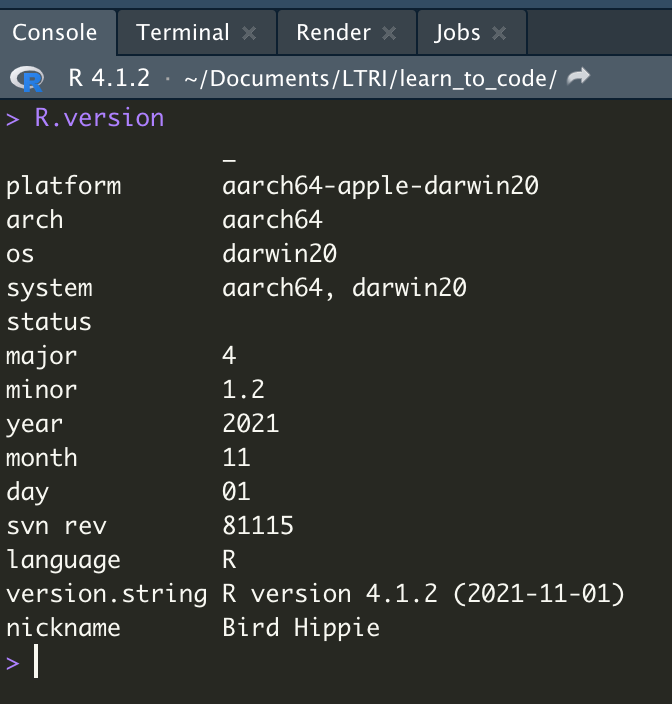 Console Terminal × Render × Jobs ×
R R 4.1.2 · ~/Documents/LTRI/learn_to_code/
> R.version
_
platform aarch64-apple-darwin20
arch aarch64
os darwin20
system aarch64, darwin20
status
major 4
minor 1.2
year 2021
month 11
day 01
svn rev 81115
language R
version.string R version 4.1.2 (2021-11-01)
nickname Bird Hippie
>